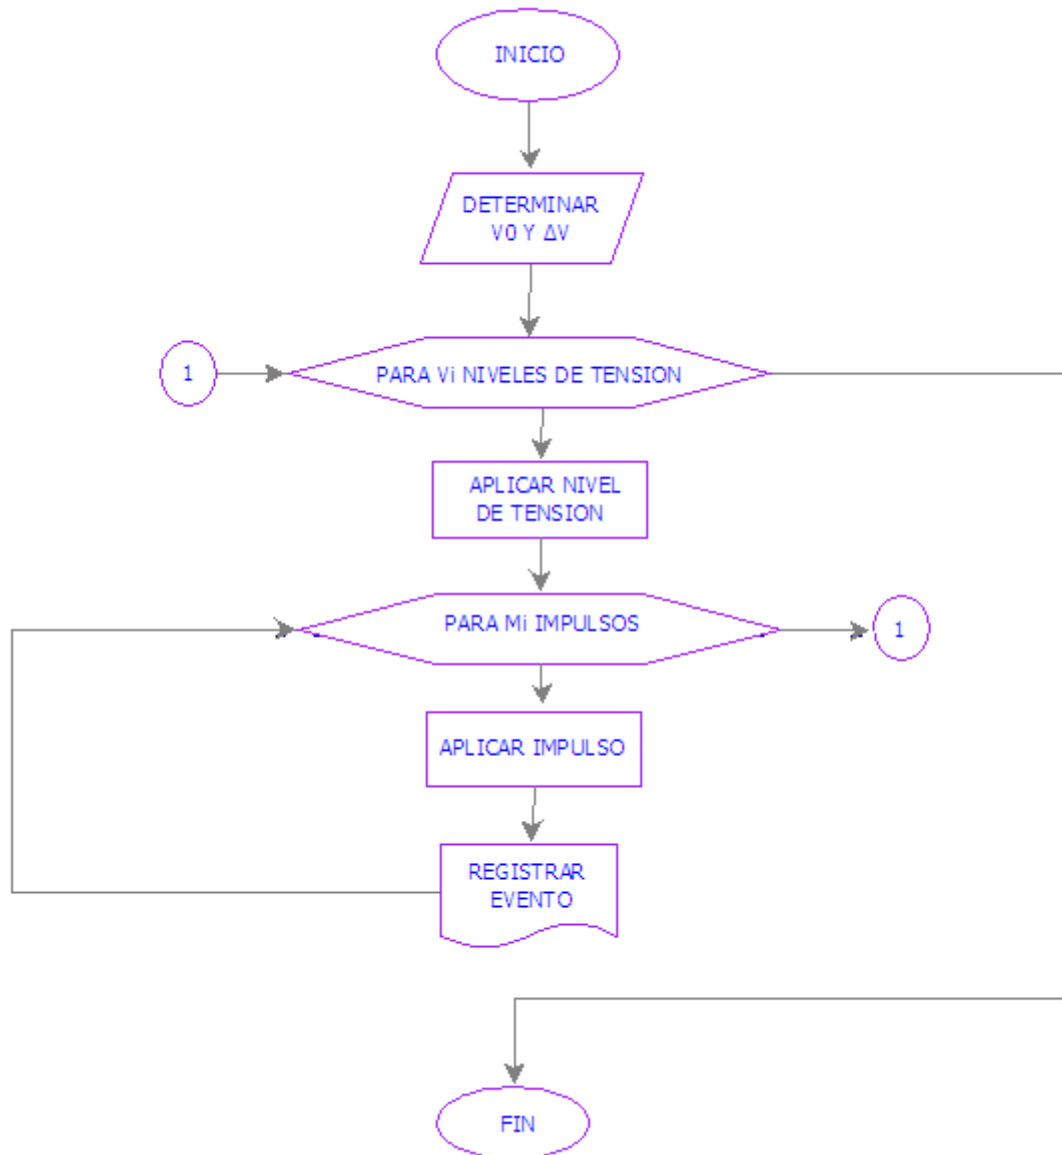 INICIO
DETERMINAR
V0 Y ΔV
1
PARA Vi NIVELES DE TENSION
APLICAR NIVEL
DE TENSION
PARA Mi IMPULSOS
1
APLICAR IMPULSO
REGISTRAR
EVENTO
FIN